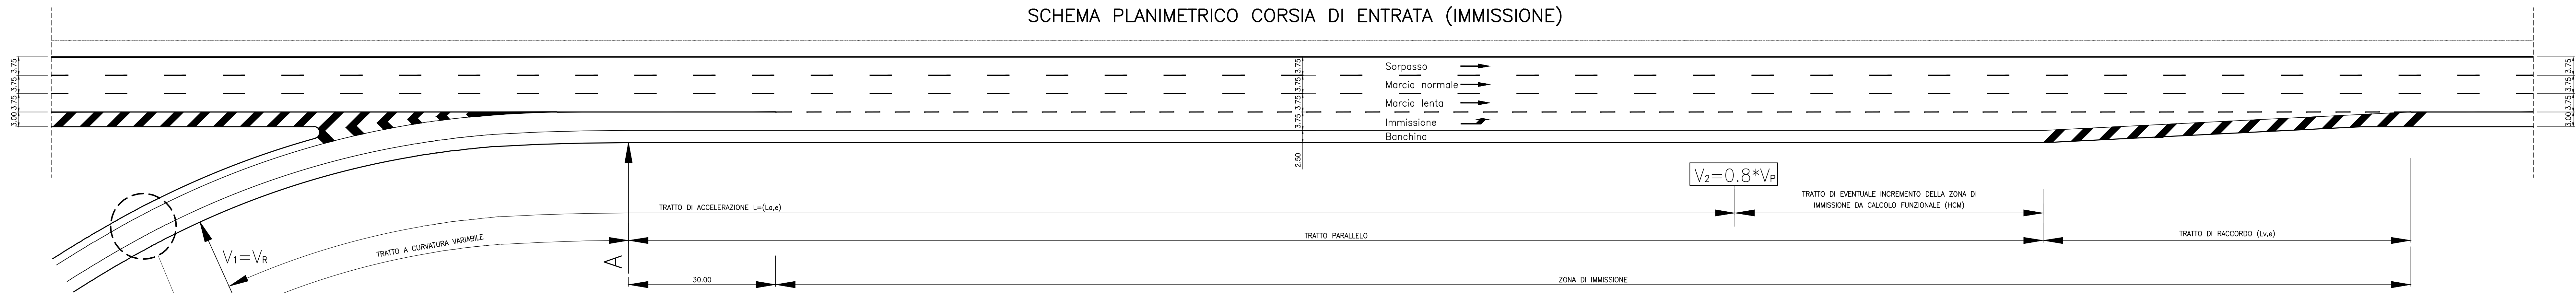 SCHEMA PLANIMETRICO CORSIA DI ENTRATA (IMMISSIONE)
3.75
3.75
3.75
3.00
3.75
3.75
3.75
3.75
2.50
Sorpasso
Marcia normale
Marcia lenta
Immissione
Banchina
3.75
3.75
3.75
3.00
V2=0.8*VP
TRATTO DI EVENTUALE INCREMENTO DELLA ZONA DI
IMMISSIONE DA CALCOLO FUNZIONALE (HCM)
TRATTO DI ACCELERAZIONE L=(La,e)
TRATTO A CURVATURA VARIABILE
TRATTO PARALLELO
TRATTO DI RACCORDO (Lv,e)
V1=VR
A
30.00
ZONA DI IMMISSIONE